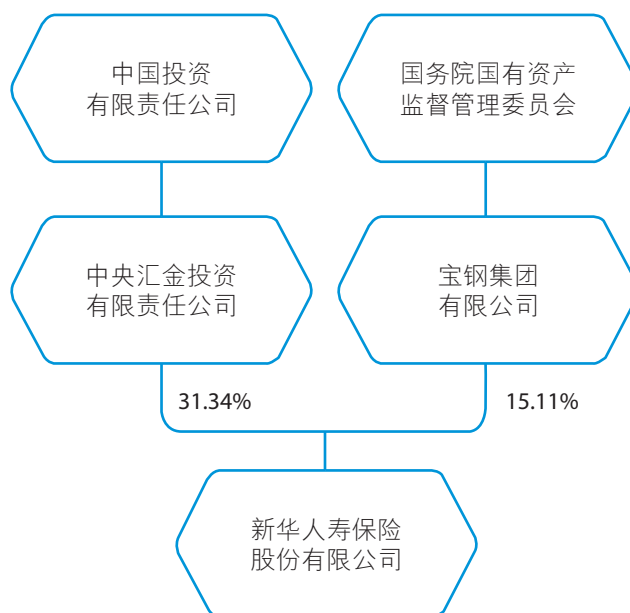 中国投资
有限责任公司
国务院国有资产
监督管理委员会
中央汇金投资
有限责任公司
宝钢集团
有限公司
31.34%
15.11%
新华人寿保险
股份有限公司